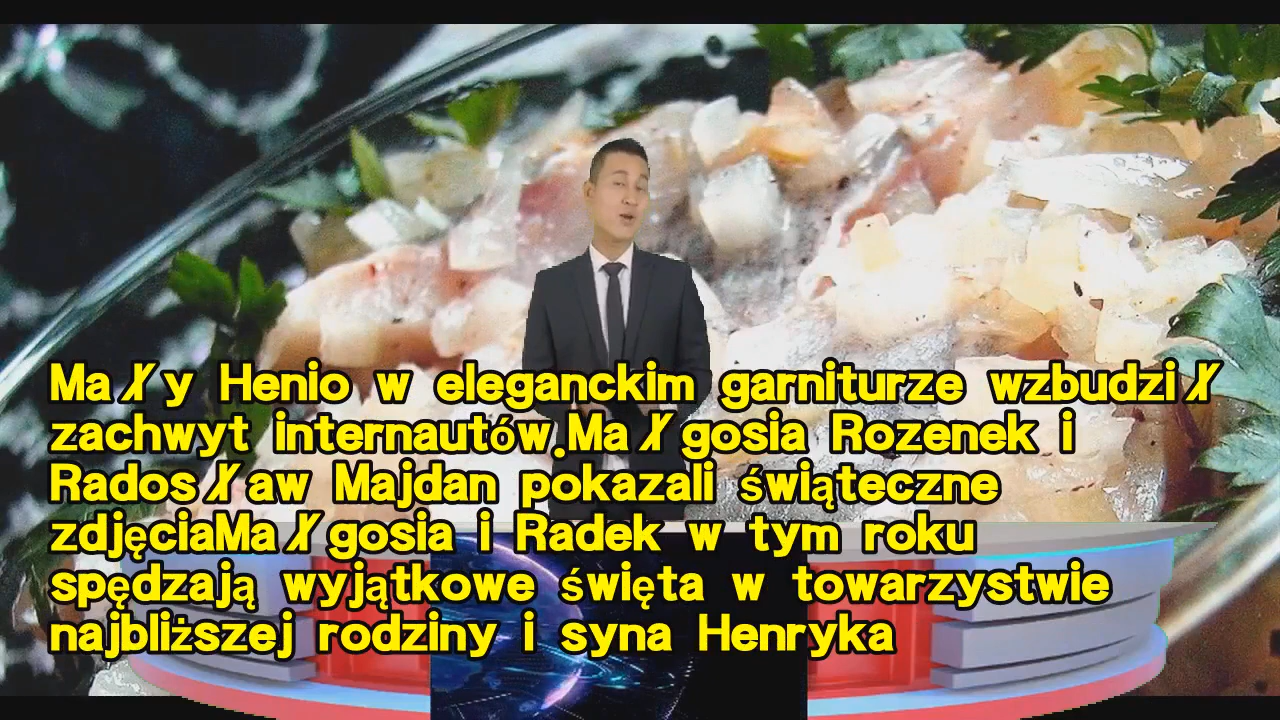 Mały Henio w eleganckim garniturze wzbudził
zachwyt internautów.Małgosia Rozenek i
Radosław Majdan pokazali świąteczne
zdjęciaMałgosia i Radek w tym roku
spędzają wyjątkowe święta w towarzystwie
najbliższej rodziny i syna Henryka